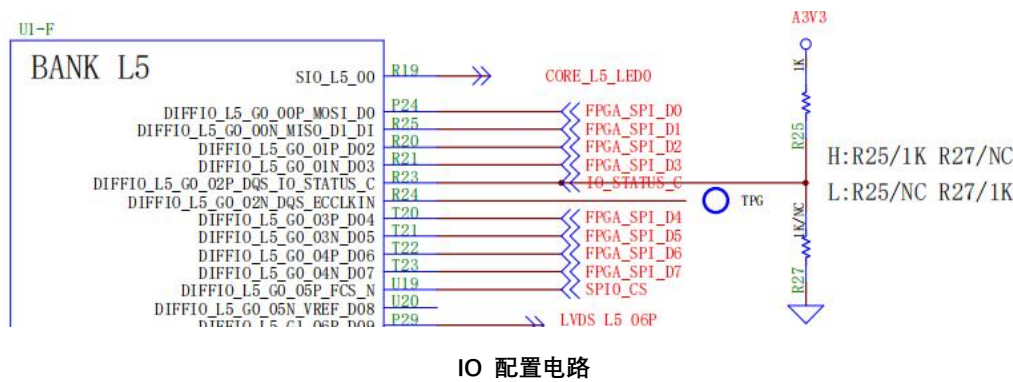 U1-F
A3V3
BANK L5
SIO_L5_00 R19 CORE_L5_LED0
1K
DIFFIO_L5_G0_00P_MOSI_D0 P24 FPGA_SPI_D0
DIFFIO_L5_G0_00N_MISO_D1_DI R25 FPGA_SPI_D1
DIFFIO_L5_G0_01P_D02 R20 FPGA_SPI_D2
R25
DIFFIO_L5_G0_01N_D03 R21 FPGA_SPI_D3
H:R25/1K R27/NC
DIFFIO_L5_G0_02P_DQS_IO_STATUS_C R23 IO_STATUS_C
L:R25/NC R27/1K
DIFFIO_L5_G0_02N_DQS_ECCLKIN R24 TPG
DIFFIO_L5_G0_03P_D04 T20 FPGA_SPI_D4
1K/NC
DIFFIO_L5_G0_03N_D05 T21 FPGA_SPI_D5
DIFFIO_L5_G0_04P_D06 T22 FPGA_SPI_D6
DIFFIO_L5_G0_04N_D07 T23 FPGA_SPI_D7
R27
DIFFIO_L5_G0_05P_FCS_N U19 SPI0_CS
DIFFIO_L5_G0_05N_VREF_D08 U20
DIFFIO_L5_G1_06P_D09 P29 LVDS_L5_06P
IO 配置电路